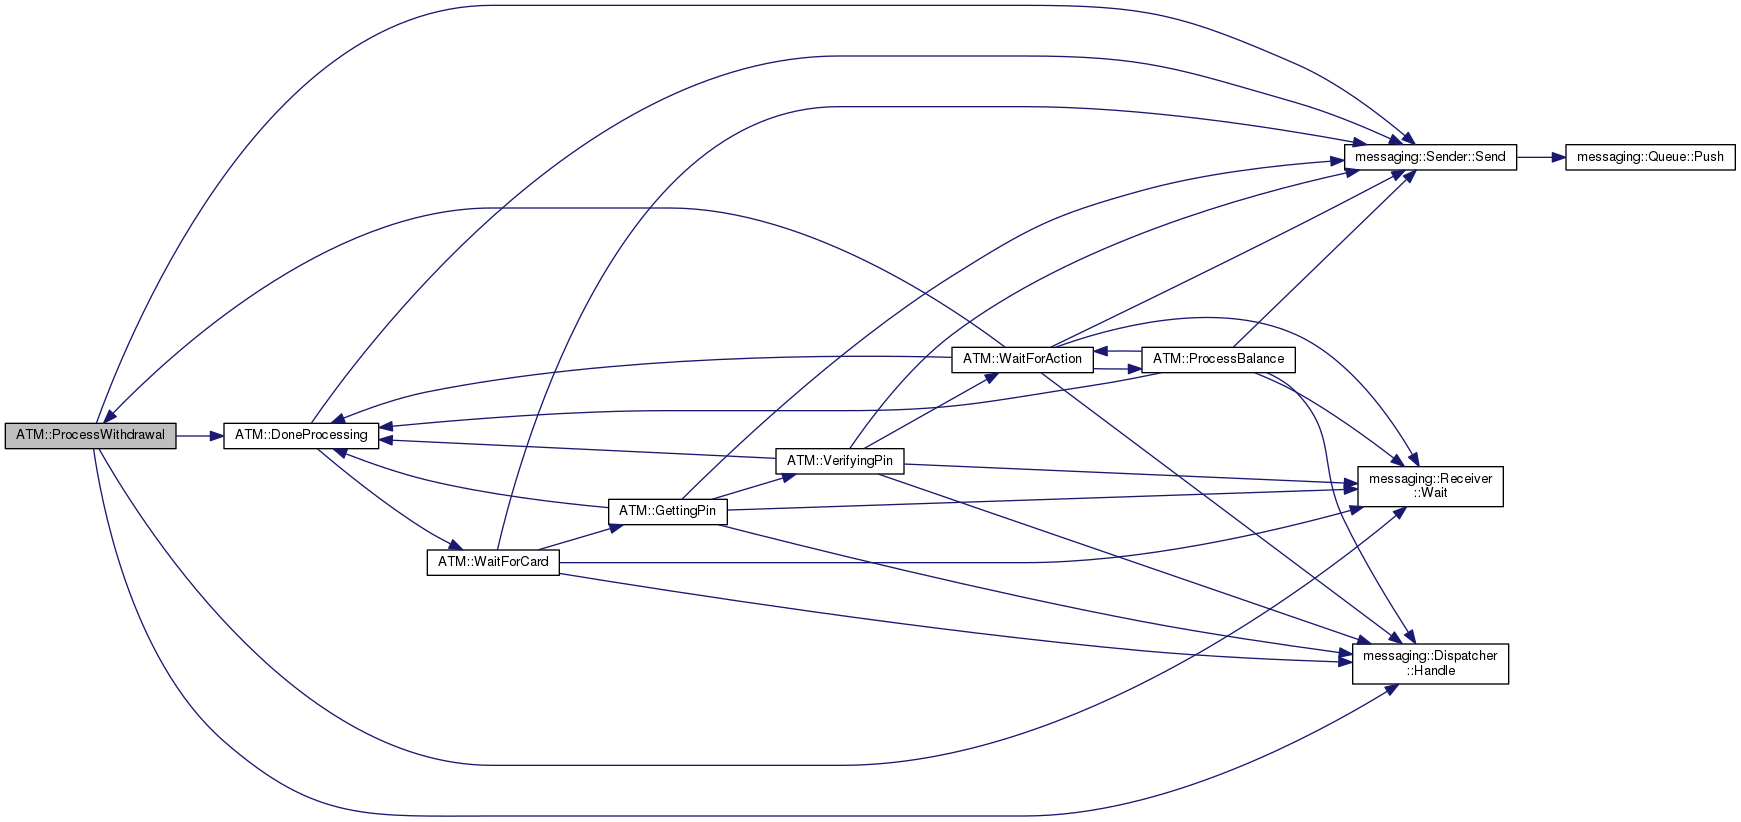 messaging::Sender::Send
messaging::Queue::Push
ATM::WaitForAction
ATM::ProcessBalance
ATM::ProcessWithdrawal
ATM::DoneProcessing
ATM::VerifyingPin
messaging::Receiver
::Wait
ATM::GettingPin
ATM::WaitForCard
messaging::Dispatcher
::Handle